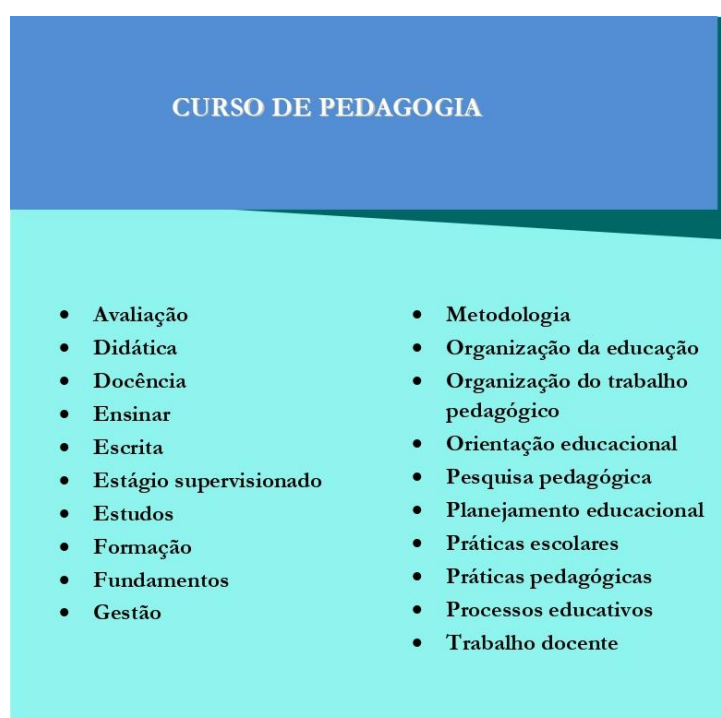 CURSO DE PEDAGOGIA
• Avaliação
• Didática
• Docência
• Ensinar
• Escrita
• Estágio supervisionado
• Estudos
• Formação
• Fundamentos
• Gestão
• Metodologia
• Organização da educação
• Organização do trabalho
pedagógico
• Orientação educacional
• Pesquisa pedagógica
• Planejamento educacional
• Práticas escolares
• Práticas pedagógicas
• Processos educativos
• Trabalho docente